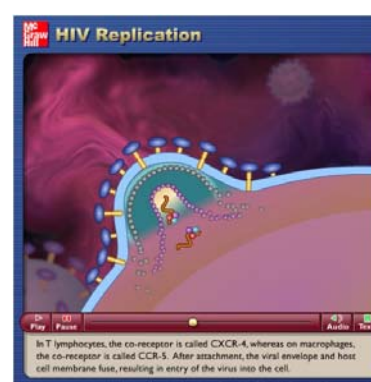 Mc
Graw
Hill
HIV Replication
Play
Pause
Audio
In T lymphocytes, the co-receptor is called CXCR-4, whereas on macrophages,
the co-receptor is called CCR-5. After attachment, the viral envelope and host
cell membrane fuse, resulting in entry of the virus into the cell.